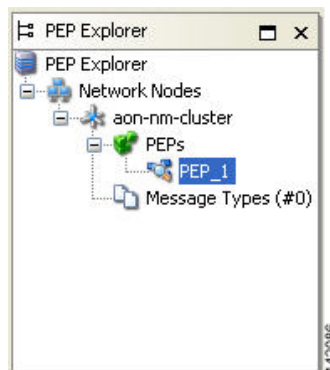 PEP Explorer
PEP Explorer
Network Nodes
aon-nm-cluster
PEPs
PEP_1
Message Types (#0)